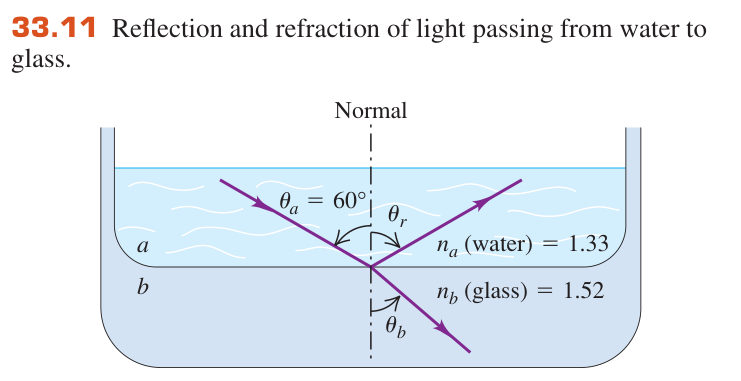 33.11 Reflection and refraction of light passing from water to
glass.
Normal
θa = 60°
θr
a
na (water) = 1.33
b
nb (glass) = 1.52
θb